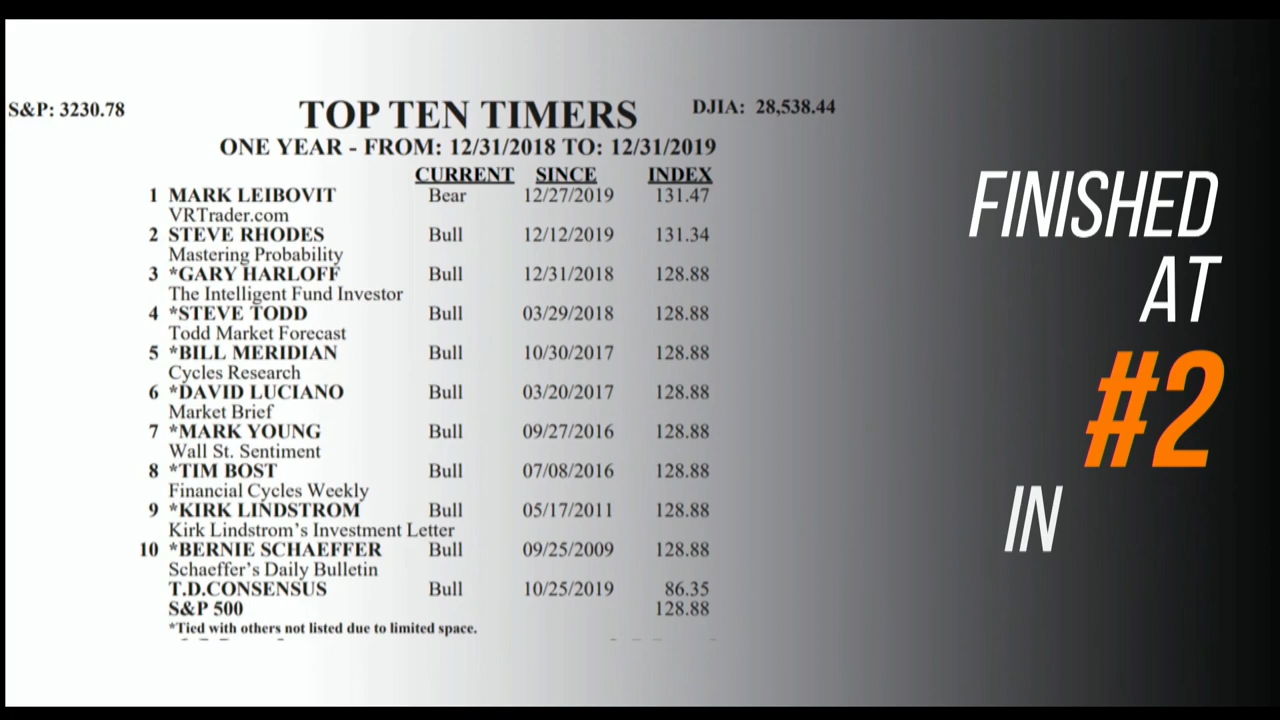 S&P: 3230.78
TOP TEN TIMERS
DJIA: 28,538.44
ONE YEAR - FROM: 12/31/2018 TO: 12/31/2019
CURRENT SINCE INDEX
1 MARK LEIBOVIT Bear 12/27/2019 131.47
VRTrader.com
2 STEVE RHODES Bull 12/12/2019 131.34
Mastering Probability
3 *GARY HARLOFF Bull 12/31/2018 128.88
The Intelligent Fund Investor
4 *STEVE TODD Bull 03/29/2018 128.88
Todd Market Forecast
5 *BILL MERIDIAN Bull 10/30/2017 128.88
Cycles Research
6 *DAVID LUCIANO Bull 03/20/2017 128.88
Market Brief
7 *MARK YOUNG Bull 09/27/2016 128.88
Wall St. Sentiment
8 *TIM BOST Bull 07/08/2016 128.88
Financial Cycles Weekly
9 *KIRK LINDSTROM Bull 05/17/2011 128.88
Kirk Lindstrom's Investment Letter
10 *BERNIE SCHAEFFER Bull 09/25/2009 128.88
Schaeffer's Daily Bulletin
T.D.CONSENSUS Bull 10/25/2019 86.35
S&P 500 128.88
*Tied with others not listed due to limited space.
FINISHED
AT
#2
IN